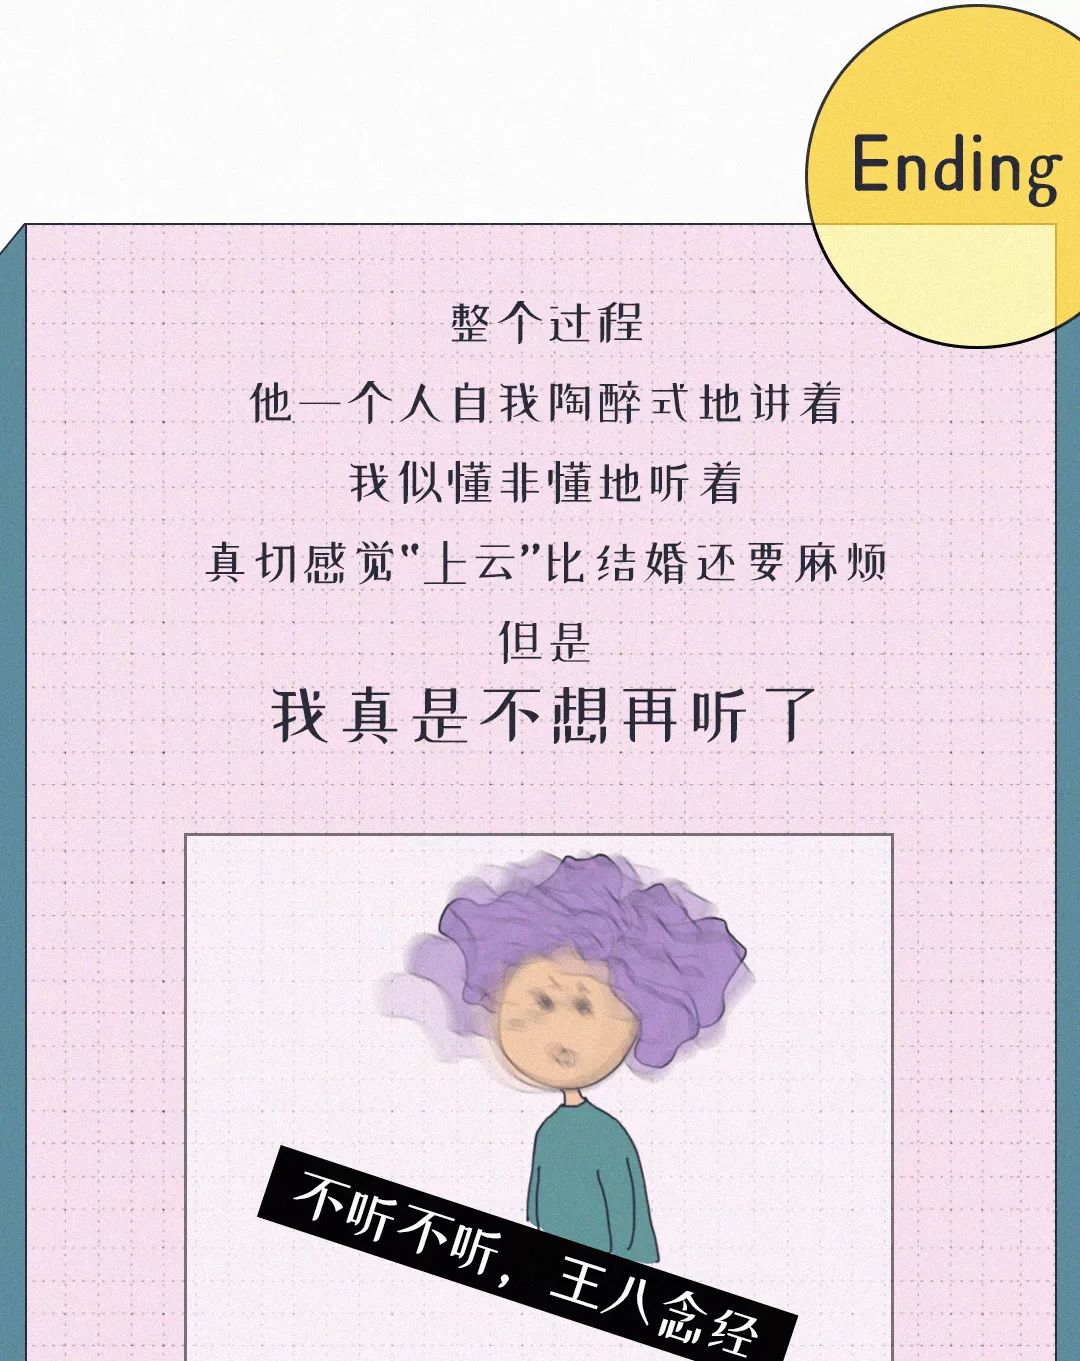 Ending
整个过程
他一个人自我陶醉式地讲着
我似懂非懂地听着
真切感觉“上云”比结婚还要麻烦
但是
我真是不想再听了
不听不听，王八念经